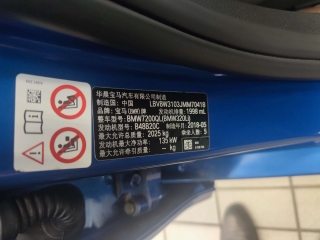 华晨宝马汽车有限公司制造
制造国：中国 LBV8W3103JMM70418
品牌：宝马(BMW)牌 发动机排量：1998 mL
整车型号：BMW7200QL(BMW320Li)
发动机型号：B48B20C 制造年月：2018-05
最大允许总质量：2025 kg 乘坐人数：5
发动机最大净功率：135 kW
最大允许牵引质量：-- kg